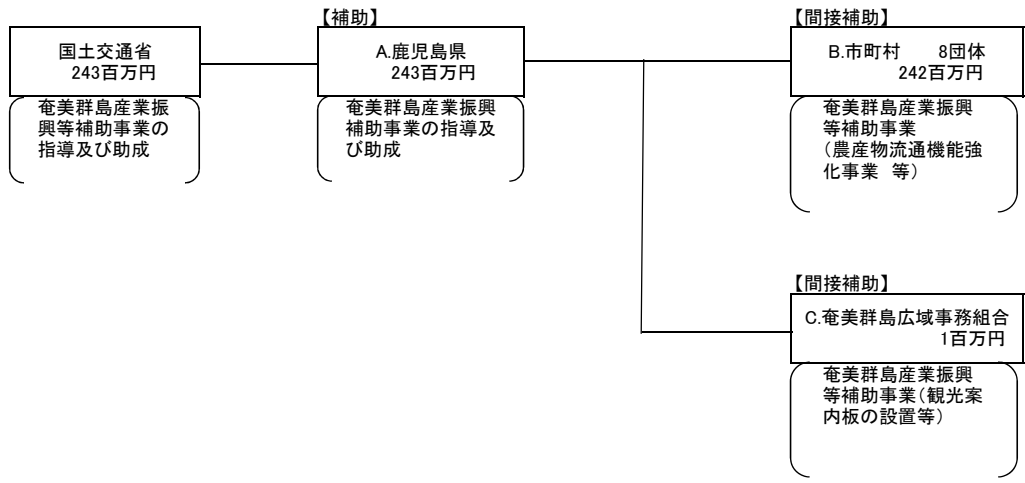 国土交通省
243百万円
奄美群島産業振
興等補助事業の
指導及び助成
【補助】
A.鹿児島県
243百万円
奄美群島産業振興
補助事業の指導及
び助成
【間接補助】
B.市町村　　8団体
242百万円
奄美群島産業振興
等補助事業
（農産物流通機能強
化事業　等）
【間接補助】
C.奄美群島広域事務組合
1百万円
奄美群島産業振興
等補助事業（観光案
内板の設置等）